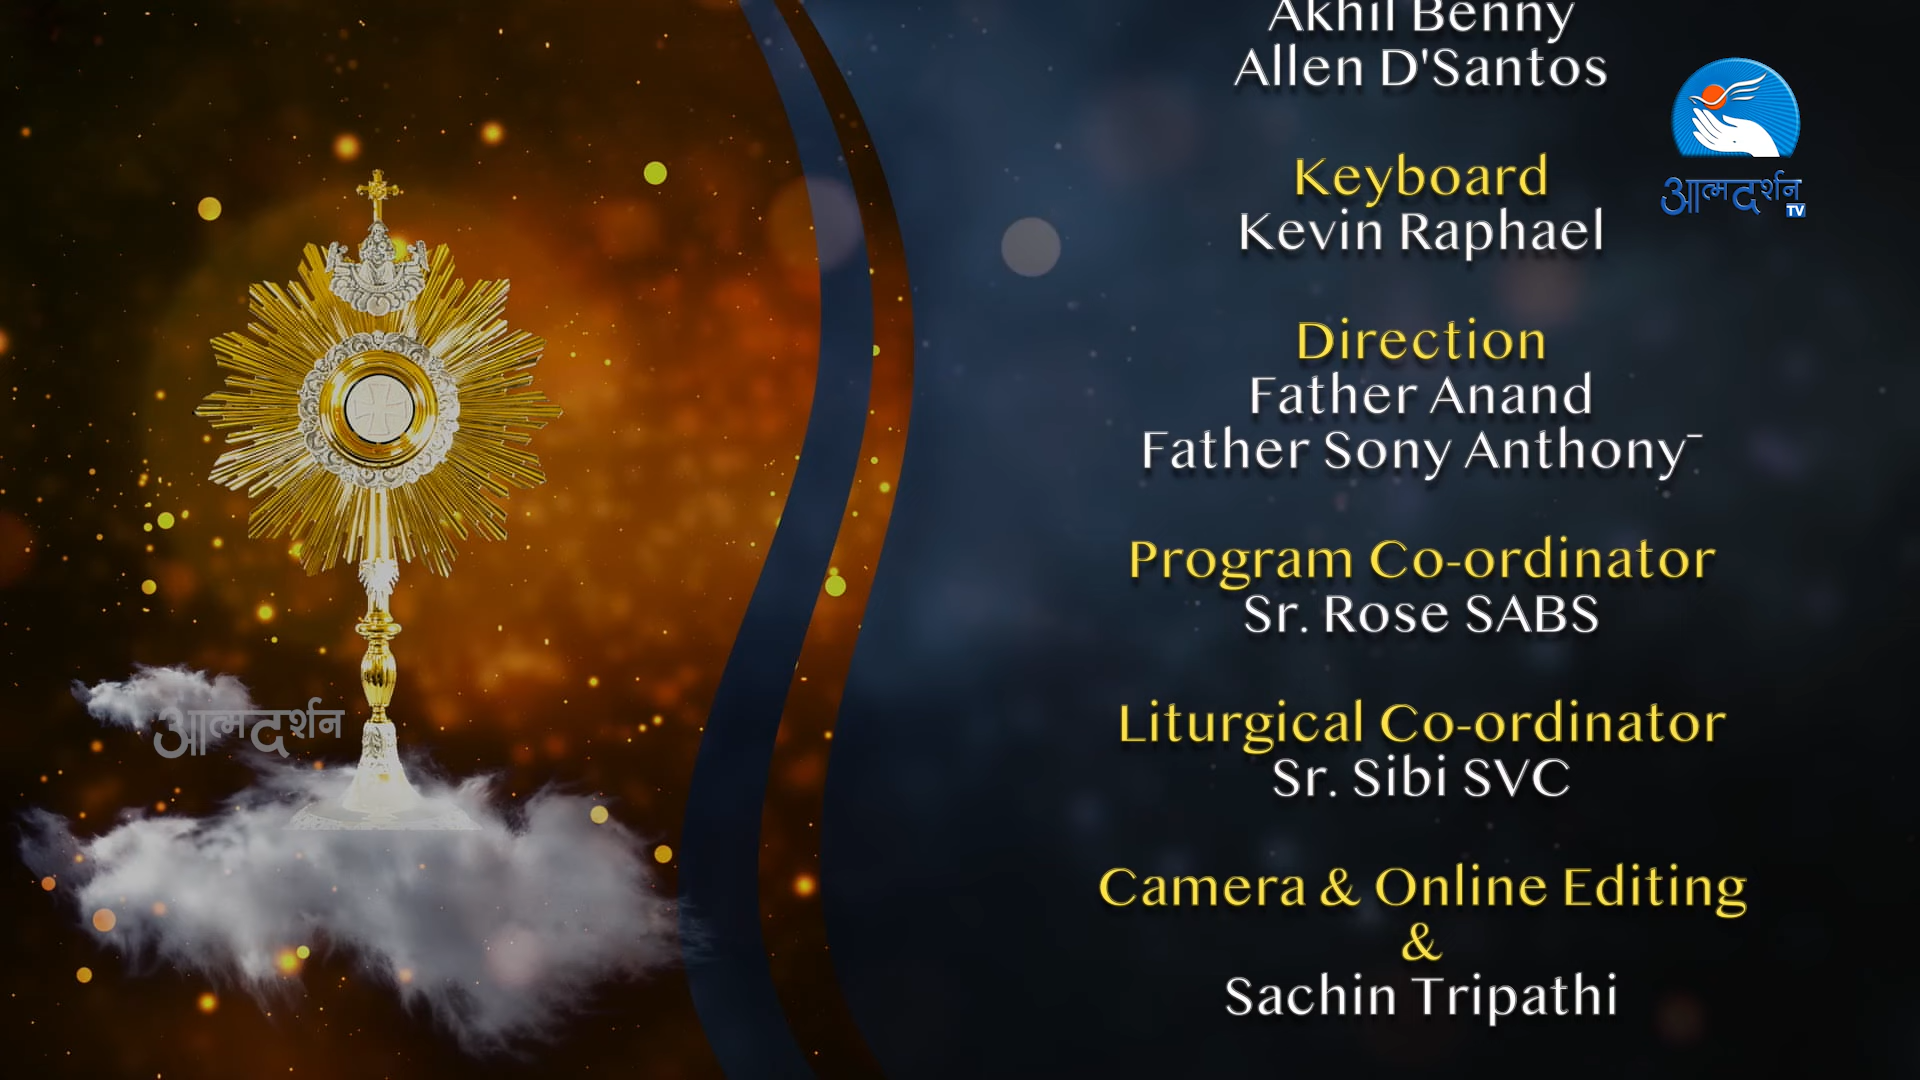 Akhil Benny
Allen D'Santos
आत्मदर्शन
TV
Keyboard
Kevin Raphael
Direction
Father Anand
Father Sony Anthony‾
Program Co-ordinator
Sr. Rose SABS
Liturgical Co-ordinator
Sr. Sibi SVC
Camera & Online Editing
&
Sachin Tripathi
आत्मदर्शन